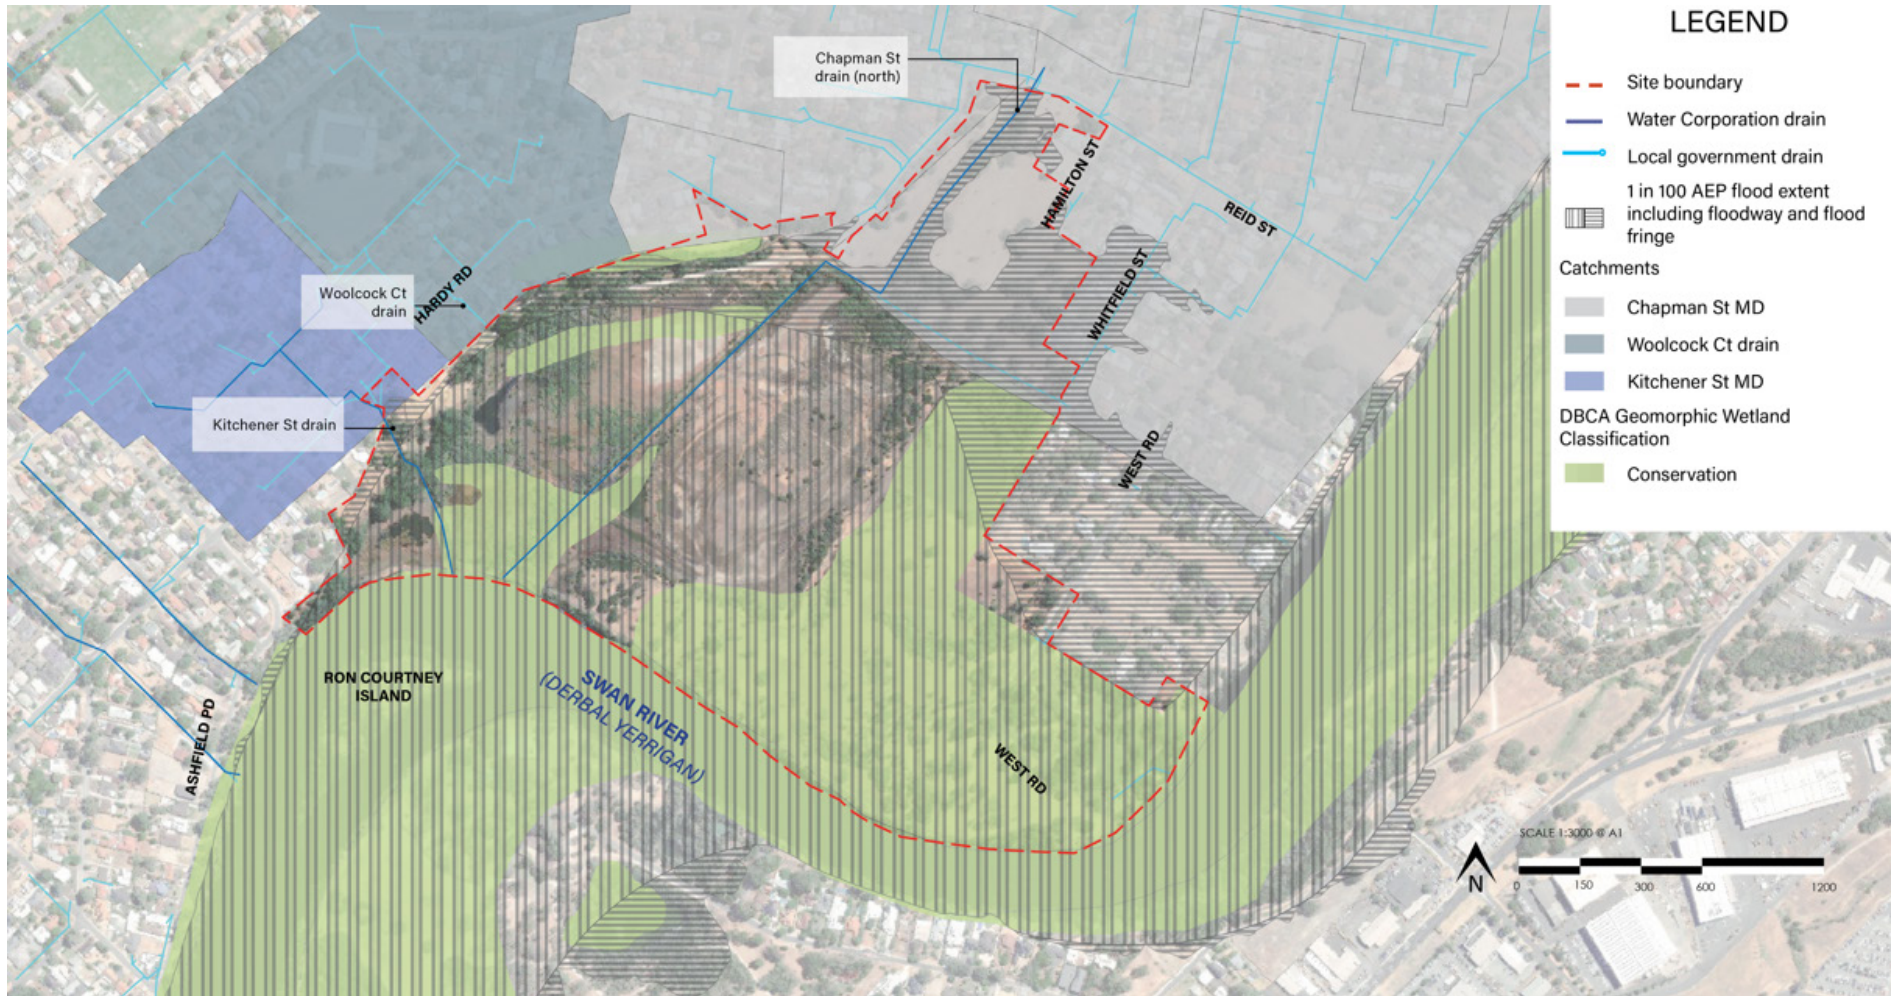 LEGEND
Site boundary
Water Corporation drain
Local government drain
1 in 100 AEP flood extent
including floodway and flood
fringe
Catchments
Chapman St MD
Woolcock Ct drain
Kitchener St MD
DBCA Geomorphic Wetland
Classification
Conservation
Chapman St
drain (north)
HAMILTON ST
REID ST
WHITFIELD ST
WEST RD
Woolcock Ct
drain
HARDY RD
Kitchener St drain
RON COURTNEY
ISLAND
SWAN RIVER
(DERBAL YERRIGAN)
ASHFIELD PD
WEST RD
SCALE 1:3000 @ A1
N
0 150 300 600 1200